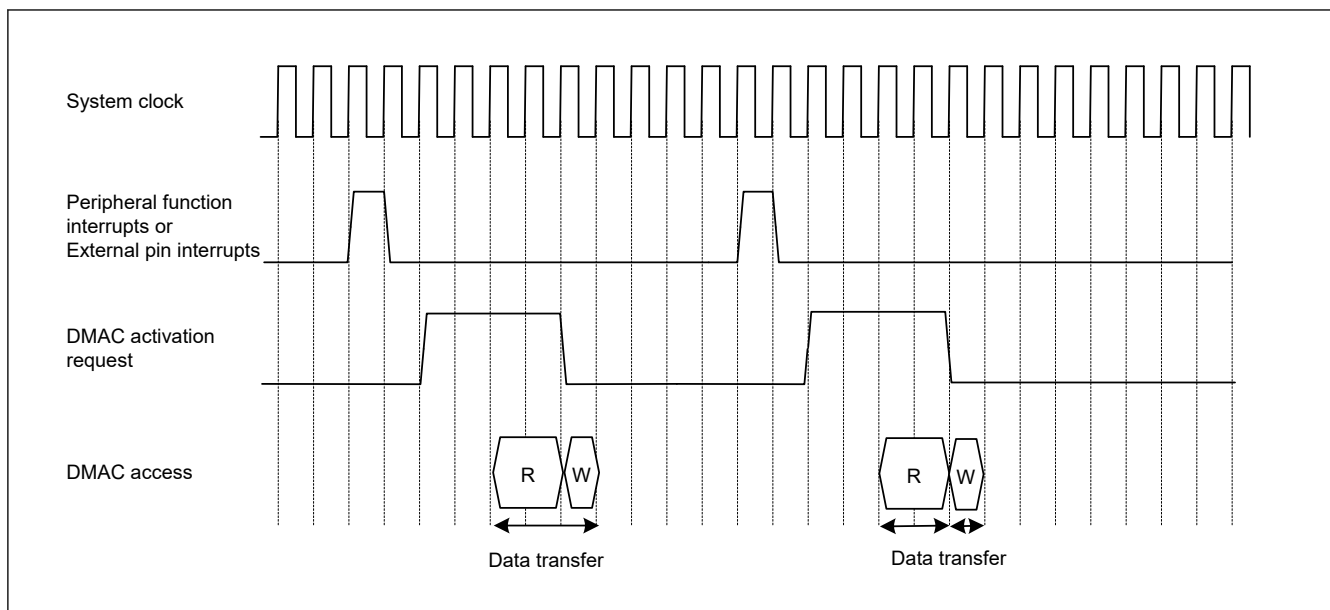 System clock
Peripheral function
interrupts or
External pin interrupts
DMAC activation
request
DMAC access
R
W
R
W
Data transfer
Data transfer